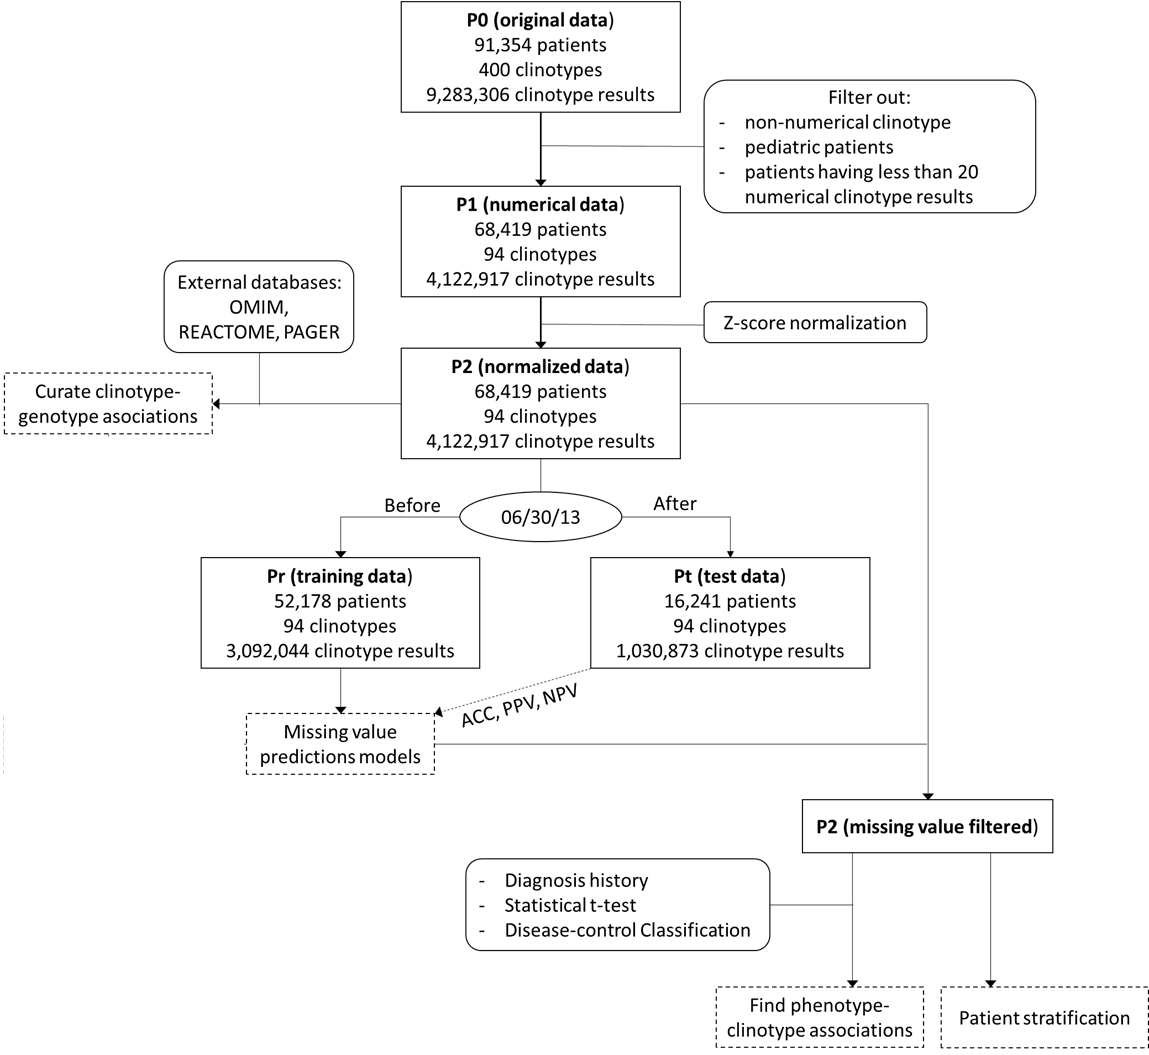 P0 (original data)
91,354 patients
400 clinotypes
9,283,306 clinotype results
Filter out:
- non-numerical clinotype
- pediatric patients
- patients having less than 20
numerical clinotype results
P1 (numerical data)
68,419 patients
94 clinotypes
4,122,917 clinotype results
External databases:
OMIM,
REACTOME, PAGER
Z-score normalization
P2 (normalized data)
68,419 patients
94 clinotypes
4,122,917 clinotype results
Curate clinotype-
genotype asociations
Before
06/30/13
After
Pr (training data)
52,178 patients
94 clinotypes
3,092,044 clinotype results
Pt (test data)
16,241 patients
94 clinotypes
1,030,873 clinotype results
ACC, PPV, NPV
Missing value
predictions models
P2 (missing value filtered)
- Diagnosis history
- Statistical t-test
- Disease-control Classification
Find phenotype-
clinotype associations
Patient stratification